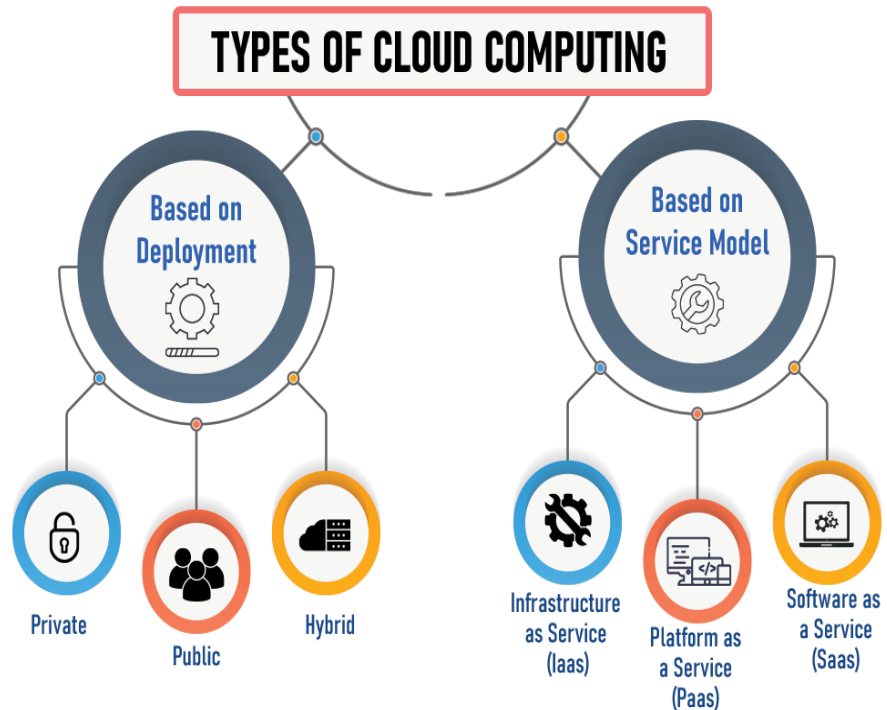 TYPES OF CLOUD COMPUTING
Based on
Deployment
Based on
Service Model
Private
Public
Hybrid
Infrastructure
as Service
(Iaas)
Platform as
a Service
(Paas)
Software as
a Service
(Saas)